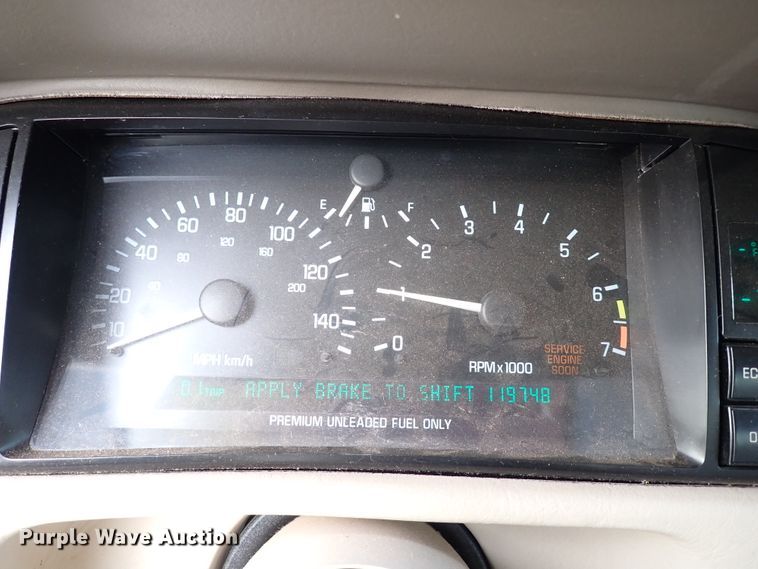 E F
10 20 40 60 80 100 120 140
40 80 120 160 200
MPH km/h
0 1 2 3 4 5 6 7
RPM x 1000
SERVICE
ENGINE
SOON
0.1 TRIP APPLY BRAKE TO SHIFT 119748
PREMIUM UNLEADED FUEL ONLY
EC
Purple Wave Auction